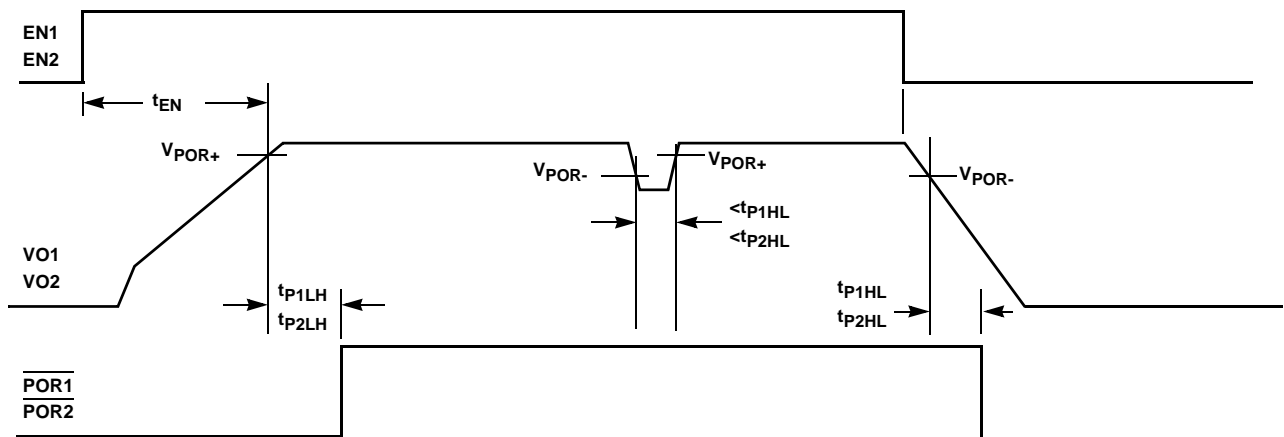 EN1
EN2
tEN
VPOR+
VPOR-
VPOR+
VPOR-
<tP1HL
<tP2HL
VO1
VO2
tP1LH
tP2LH
tP1HL
tP2HL
POR1
POR2